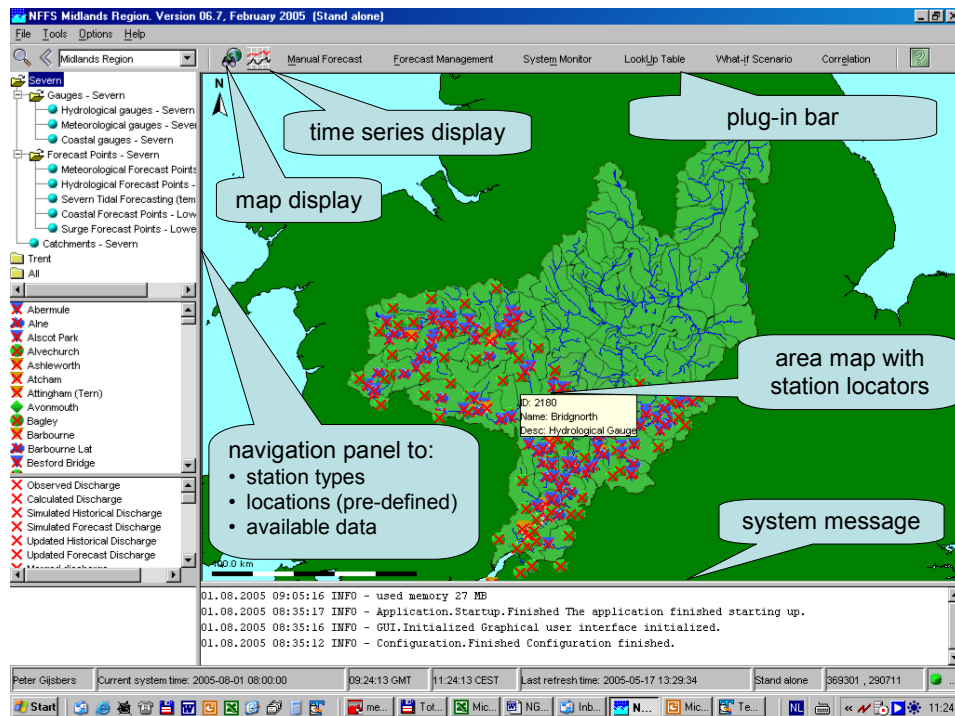 NFFS Midlands Region. Version 06.7, February 2005 (Stand alone)
File Tools Options Help
Midlands Region
Manual Forecast Forecast Management System Monitor LookUp Table What-if Scenario Correlation
Severn
Gauges - Severn
Hydrological gauges - Severn
Meteorological gauges - Sever
Coastal gauges - Severn
Forecast Points - Severn
Meteorological Forecast Points
Hydrological Forecast Points -
Severn Tidal Forecasting (tem
Coastal Forecast Points - Low
Surge Forecast Points - Lowe
Catchments - Severn
Trent
All
Abermule
Alne
Alscot Park
Alvechurch
Ashleworth
Atcham
Attingham (Tern)
Avonmouth
Bagley
Barbourne
Barbourne Lat
Besford Bridge
Observed Discharge
Calculated Discharge
Simulated Historical Discharge
Simulated Forecast Discharge
Updated Historical Discharge
Updated Forecast Discharge
N
time series display
plug-in bar
map display
area map with
station locators
ID: 2180
Name: Bridgnorth
Desc: Hydrological Gauge
navigation panel to:
• station types
• locations (pre-defined)
• available data
system message
01.08.2005 09:05:16 INFO - used memory 27 MB
01.08.2005 08:35:17 INFO - Application.Startup.Finished The application finished starting up.
01.08.2005 08:35:16 INFO - GUI.Initialized Graphical user interface initialized.
01.08.2005 08:35:12 INFO - Configuration.Finished Configuration finished.
Peter Gijsbers Current system time: 2005-08-01 08:00:00 09:24:13 GMT 11:24:13 CEST Last refresh time: 2005-05-17 13:29:34 Stand alone 369301 , 290711 ...
Start me... Tot... Mic... NG... Inb... N... Mic... Te... NL « 11:24